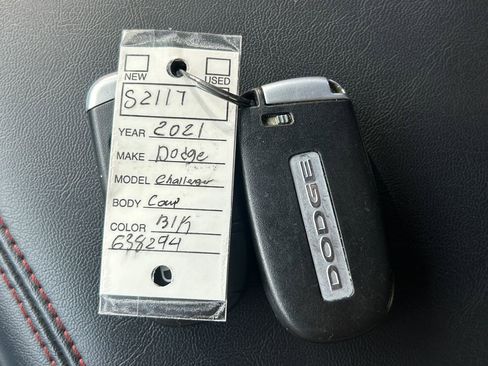 NEW USED
S2117
YEAR 2021
MAKE Dodge
MODEL Challenger
BODY Coup
COLOR Blk
638294
DODGE